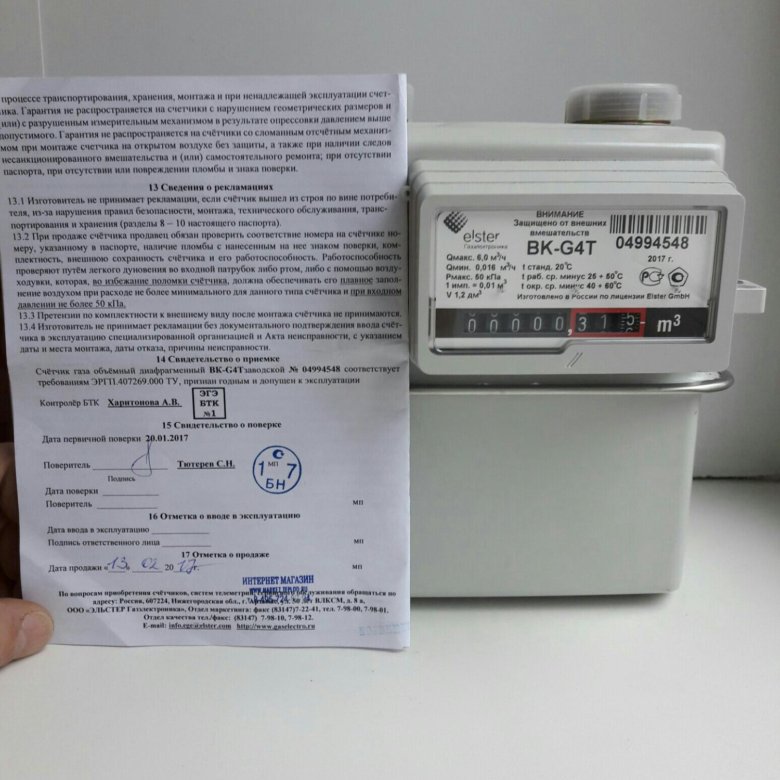 процессе транспортирования, хранения, монтажа и при ненадлежащей эксплуатации счет-
чика. Гарантия не распространяется на счетчики с нарушением геометрических размеров и
(или) с разрушенным измерительным механизмом в результате опрессовки давлением выше
допустимого. Гарантия не распространяется на счётчики со сломанным отсчётным механиз-
мом при монтаже счетчика на открытом воздухе без защиты, а также при наличии следов
несанкционированного вмешательства и (или) самостоятельного ремонта; при отсутствии
паспорта, при отсутствии или повреждении пломбы и знака поверки.
13 Сведения о рекламациях
13.1 Изготовитель не принимает рекламации, если счётчик вышел из строя по вине потреби-
теля, из-за нарушения правил безопасности, монтажа, технического обслуживания, транс-
портирования и хранения (разделы 8 – 10 настоящего паспорта).
13.2 При продаже счётчика продавец обязан проверить соответствие номера на счётчике но-
меру, указанному в паспорте, наличие пломбы с нанесенным на нее знаком поверки, ком-
плектность, внешнюю сохранность счётчика и его работоспособность. Работоспособность
проверяют путём легкого дуновения во входной патрубок либо ртом, либо с помощью возду-
ходувки, которая, во избежание поломки счётчика, должна обеспечивать его плавное запол-
нение воздухом при расходе не более минимального для данного типа счётчика и при входном
давлении не более 50 кПа.
13.3 Претензии по комплектности к внешнему виду после монтажа счётчика не принимаются.
13.4 Изготовитель не принимает рекламации без документального подтверждения ввода счёт-
чика в эксплуатацию специализированной организацией и Акта неисправности, с указанием
даты и места монтажа, даты отказа, причины неисправности.
14 Свидетельство о приемке
Счётчик газа объёмный диафрагменный ВК-G4T заводской № 04994548 соответствует
требованиям ЭРГП.407269.000 ТУ, признан годным и допущен к эксплуатации
Контролёр БТК Харитонова А.В.
ЭГЭ
БТК
№1
15 Свидетельство о поверке
Дата первичной поверки 20.01.2017
Поверитель Тютерев С.Н.
Подпись
1 МП 7
БН
Дата поверки
Поверитель мп
16 Отметка о вводе в эксплуатацию
Дата ввода в эксплуатацию
Подпись ответственного лица мп
17 Отметка о продаже
Дата продажи «13» 02 2017г. мп
ИНТЕРНЕТ МАГАЗИН
По вопросам приобретения счётчиков, систем телеметрии, обслуживания обращаться по
адресу: Россия, 607224, Нижегородская обл., г. Арзамас, ул. 50 лет ВЛКСМ, д. 8 а,
ООО «ЭЛЬСТЕР Газэлектроника», Отдел маркетинга: факс (83147)7-22-41, тел. 7-98-00, 7-98-01.
Отдел качества тел./факс: (83147) 7-98-10, 7-98-12.
E-mail: info.ege@elster.com http://www.gaselectro.ru
elster
Газэлектроника
ВНИМАНИЕ
Защищено от внешних
вмешательств
BK-G4T
04994548
2017 г.
Qмакс. 6,0 м³/ч
Qмин. 0,016 м³/ч
Pмакс. 50 кПа
1 имп. = 0,01 м³
V 1,2 дм³
t станд. 20°C
t раб. ср. минус 25 + 50°C
t окр. ср. минус 40 + 60°C
Изготовлено в России по лицензии Elster GmbH
00000,31 m³